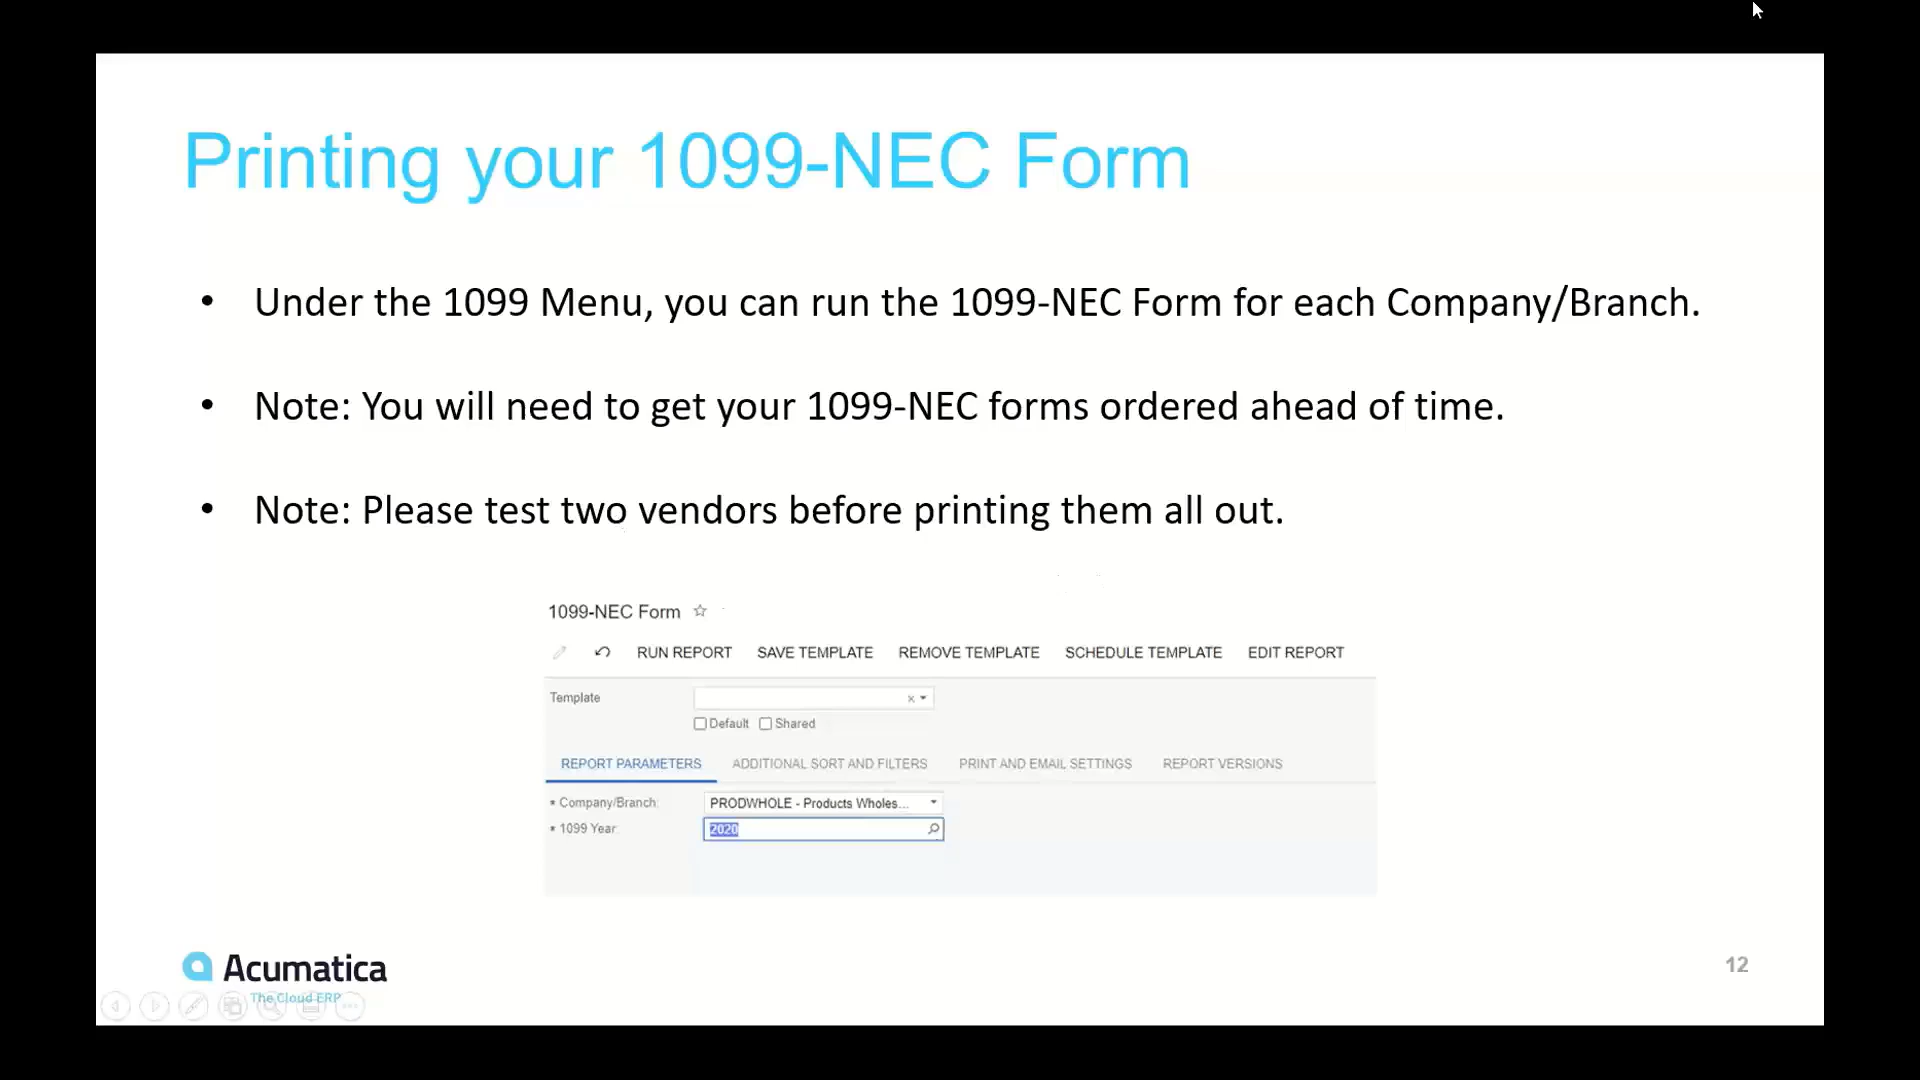 Printing your 1099-NEC Form
• Under the 1099 Menu, you can run the 1099-NEC Form for each Company/Branch.
• Note: You will need to get your 1099-NEC forms ordered ahead of time.
• Note: Please test two vendors before printing them all out.
1099-NEC Form
RUN REPORT SAVE TEMPLATE REMOVE TEMPLATE SCHEDULE TEMPLATE EDIT REPORT
Template
Default Shared
REPORT PARAMETERS ADDITIONAL SORT AND FILTERS PRINT AND EMAIL SETTINGS REPORT VERSIONS
* Company/Branch: PRODWHOLE - Products Wholes...
* 1099 Year: 2020
Acumatica
The Cloud ERP
12